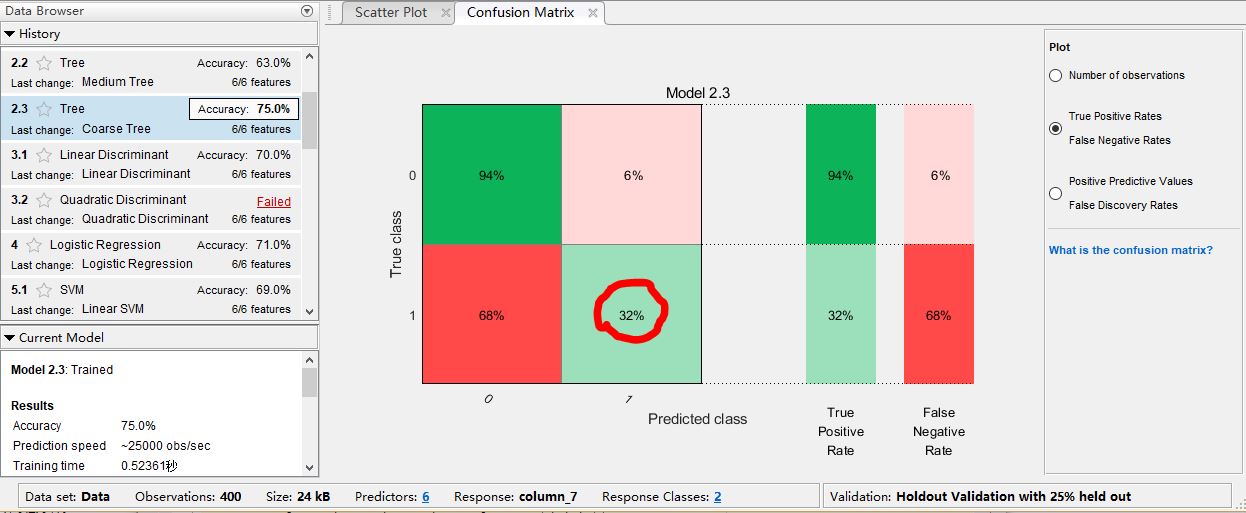 Data Browser
History
2.2 Tree Accuracy: 63.0%
Last change: Medium Tree 6/6 features
2.3 Tree Accuracy: 75.0%
Last change: Coarse Tree 6/6 features
3.1 Linear Discriminant Accuracy: 70.0%
Last change: Linear Discriminant 6/6 features
3.2 Quadratic Discriminant Failed
Last change: Quadratic Discriminant 6/6 features
4 Logistic Regression Accuracy: 71.0%
Last change: Logistic Regression 6/6 features
5.1 SVM Accuracy: 69.0%
Last change: Linear SVM 6/6 features
Current Model
Model 2.3: Trained
Results
Accuracy 75.0%
Prediction speed ~25000 obs/sec
Training time 0.52361秒
Scatter Plot Confusion Matrix
Model 2.3
True class
0 94% 6% 94% 6%
1 68% 32% 32% 68%
0 1
Predicted class
True Positive Rate
False Negative Rate
Plot
Number of observations
True Positive Rates
False Negative Rates
Positive Predictive Values
False Discovery Rates
What is the confusion matrix?
Data set: Data Observations: 400 Size: 24 kB Predictors: 6 Response: column_7 Response Classes: 2 Validation: Holdout Validation with 25% held out